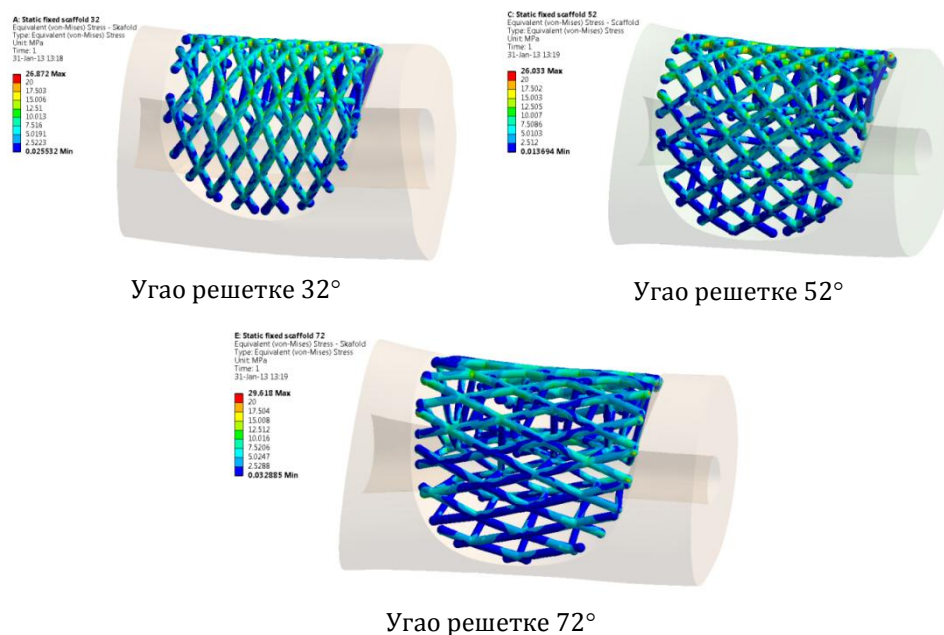 A: Static fixed scaffold 32
Equivalent (von-Mises) Stress - Skafold
Type: Equivalent (von-Mises) Stress
Unit: MPa
Time: 1
31-Jan-13 13:18
26.872 Max
20
17.503
15.006
12.51
10.013
7.516
5.0191
2.5223
0.025532 Min
Угао решетке 32°
C: Static fixed scaffold 52
Equivalent (von-Mises) Stress - Scaffold
Type: Equivalent (von-Mises) Stress
Unit: MPa
Time: 1
31-Jan-13 13:19
26.033 Max
20
17.502
15.003
12.505
10.007
7.5086
5.0103
2.512
0.013694 Min
Угао решетке 52°
E: Static fixed scaffold 72
Equivalent (von-Mises) Stress - Skafold
Type: Equivalent (von-Mises) Stress
Unit: MPa
Time: 1
31-Jan-13 13:19
29.618 Max
20
17.504
15.008
12.512
10.016
7.5206
5.0247
2.5288
0.032885 Min
Угао решетке 72°